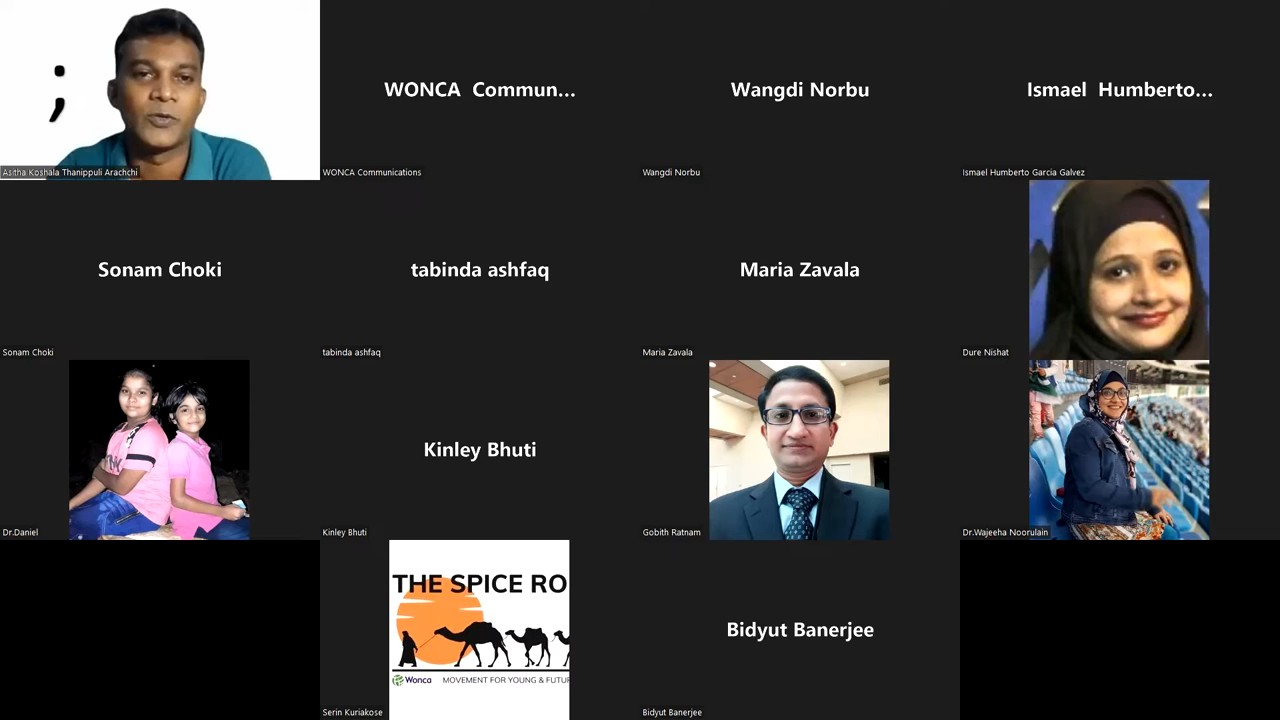 ;
Asitha Koshala Thanippuli Arachchi
WONCA Commun...
WONCA Communications
Wangdi Norbu
Wangdi Norbu
Ismael Humberto...
Ismael Humberto Garcia Galvez
Sonam Choki
Sonam Choki
tabinda ashfaq
tabinda ashfaq
Maria Zavala
Maria Zavala
Dure Nishat
Dr.Daniel
Kinley Bhuti
Kinley Bhuti
Gobith Ratnam
Dr.Wajeeha Noorulain
THE SPICE RO
Wonca MOVEMENT FOR YOUNG & FUTU
Serin Kuriakose
Bidyut Banerjee
Bidyut Banerjee